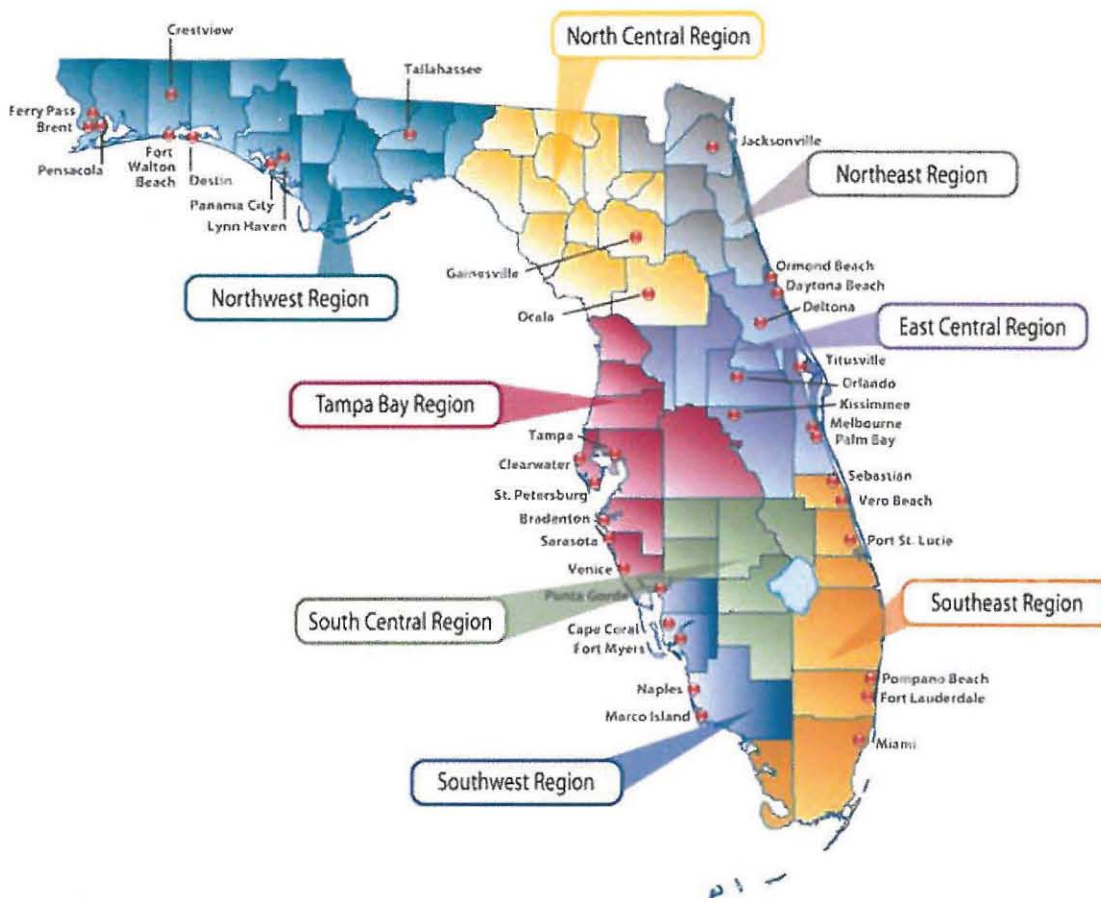 Crestview
North Central Region
Tallahassee
Ferry Pass
Brent
Pensacola
Fort
Walton
Beach
Destin
Panama City
Lynn Haven
Jacksonville
Northeast Region
Gainesville
Ocala
Northwest Region
Ormond Beach
Daytona Beach
Deltona
East Central Region
Titusville
Orlando
Kissimmee
Melbourne
Palm Bay
Tampa Bay Region
Tampa
Clearwater
St. Petersburg
Bradenton
Sarasota
Venice
Punta Gorda
Sebastian
Vero Beach
Port St. Lucie
Southeast Region
South Central Region
Cape Coral
Fort Myers
Naples
Marco Island
Pompano Beach
Fort Lauderdale
Miami
Southwest Region